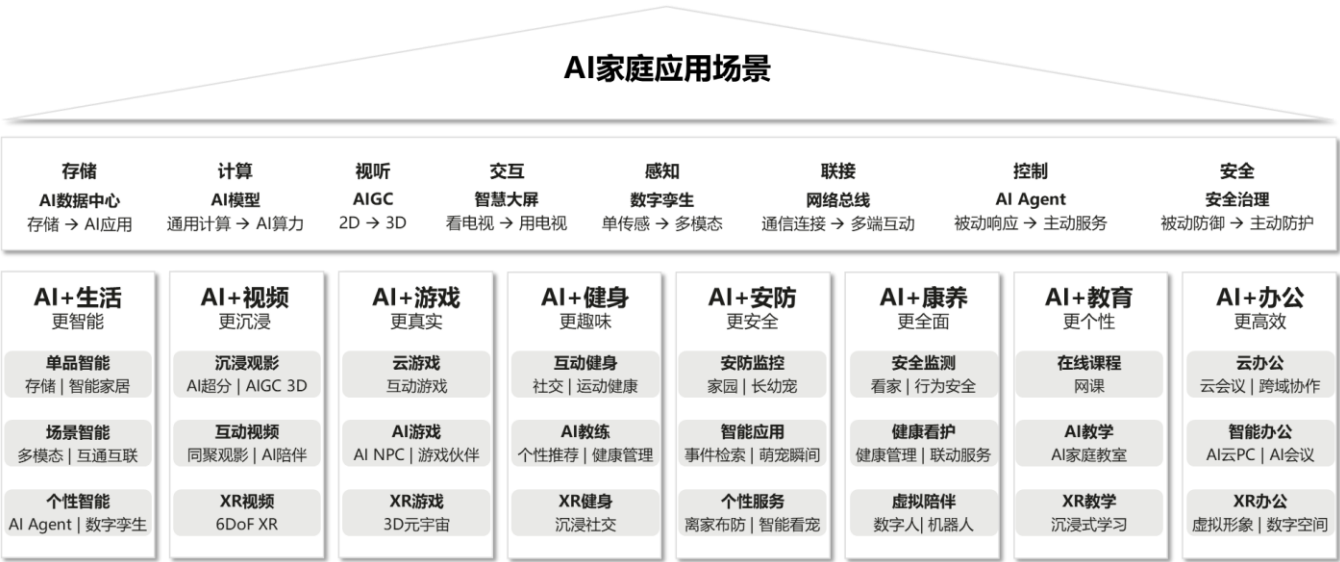 AI家庭应用场景
存储 计算 视听 交互 感知 联接 控制 安全
AI数据中心 AI模型 AIGC 智慧大屏 数字孪生 网络总线 AI Agent 安全治理
存储 → AI应用 通用计算 → AI算力 2D → 3D 看电视 → 用电视 单传感 → 多模态 通信连接 → 多端互动 被动响应 → 主动服务 被动防御 → 主动防护
AI+生活
更智能
单品智能
存储 | 智能家居
场景智能
多模态 | 互通互联
个性智能
AI Agent | 数字孪生
AI+视频
更沉浸
沉浸观影
AI超分 | AIGC 3D
互动视频
同聚观影 | AI陪伴
XR视频
6DoF XR
AI+游戏
更真实
云游戏
互动游戏
AI游戏
AI NPC | 游戏伙伴
XR游戏
3D元宇宙
AI+健身
更趣味
互动健身
社交 | 运动健康
AI教练
个性推荐 | 健康管理
XR健身
沉浸社交
AI+安防
更安全
安防监控
家园 | 长幼宠
智能应用
事件检索 | 萌宠瞬间
个性服务
离家布防 | 智能看宠
AI+康养
更全面
安全监测
看家 | 行为安全
健康看护
健康管理 | 联动服务
虚拟陪伴
数字人| 机器人
AI+教育
更个性
在线课程
网课
AI教学
AI家庭教室
XR教学
沉浸式学习
AI+办公
更高效
云办公
云会议 | 跨域协作
智能办公
AI云PC | AI会议
XR办公
虚拟形象 | 数字空间